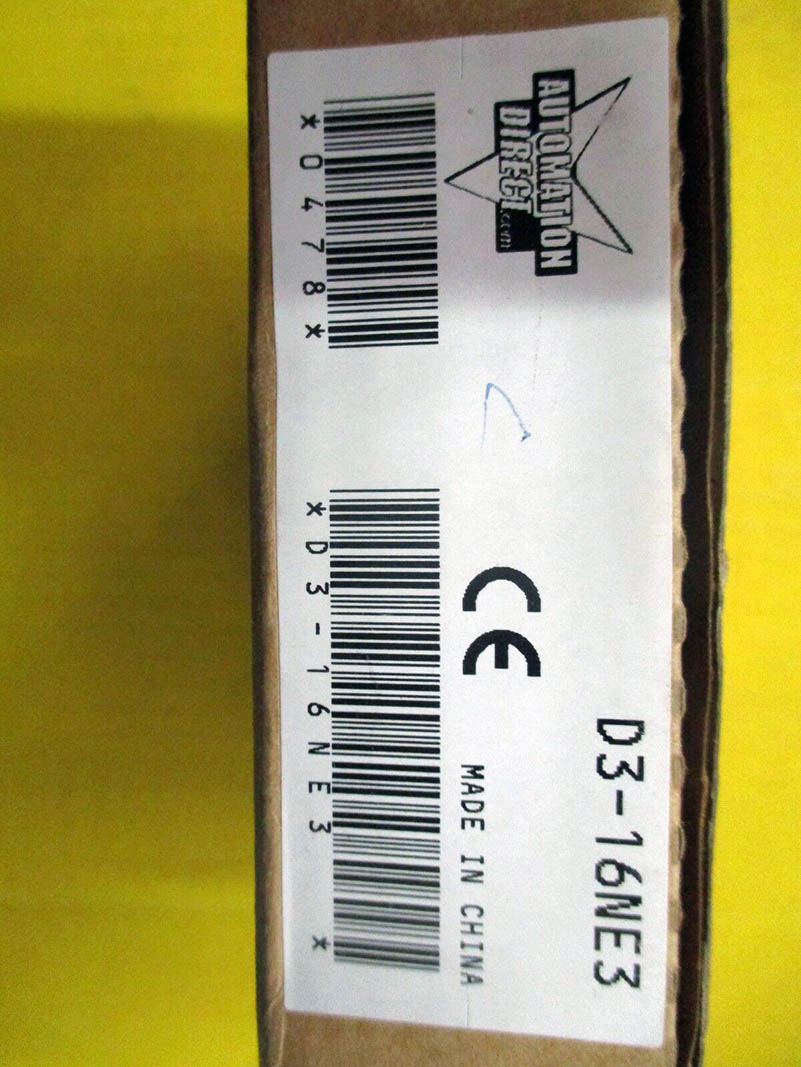 AUTOMATION
DIRECT.com
D3-16NE3
CE
MADE IN CHINA
*0478*
*D3-16NE3 *